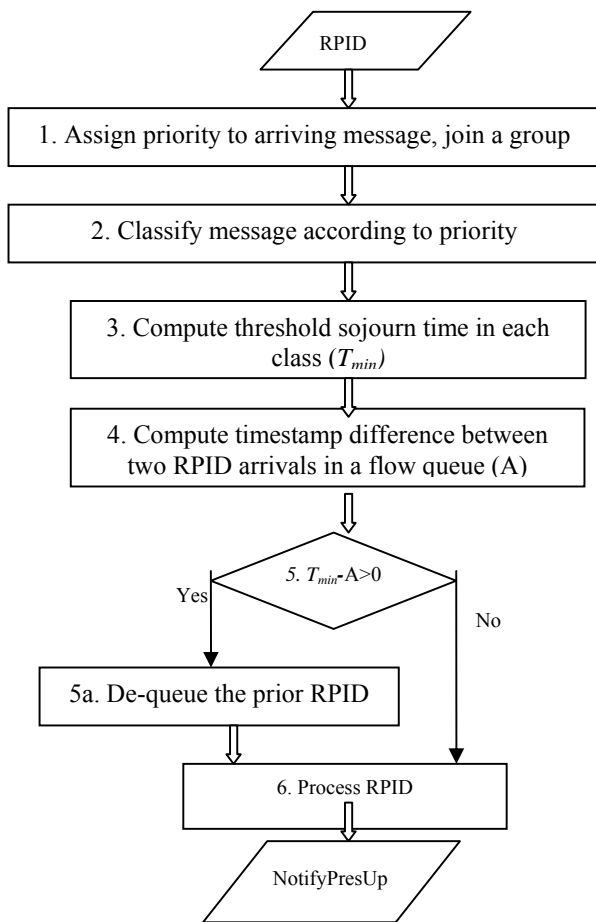 RPID
1. Assign priority to arriving message, join a group
2. Classify message according to priority
3. Compute threshold sojourn time in each
class (Tmin)
4. Compute timestamp difference between
two RPID arrivals in a flow queue (A)
5. Tmin-A>0
Yes
No
5a. De-queue the prior RPID
6. Process RPID
NotifyPresUp